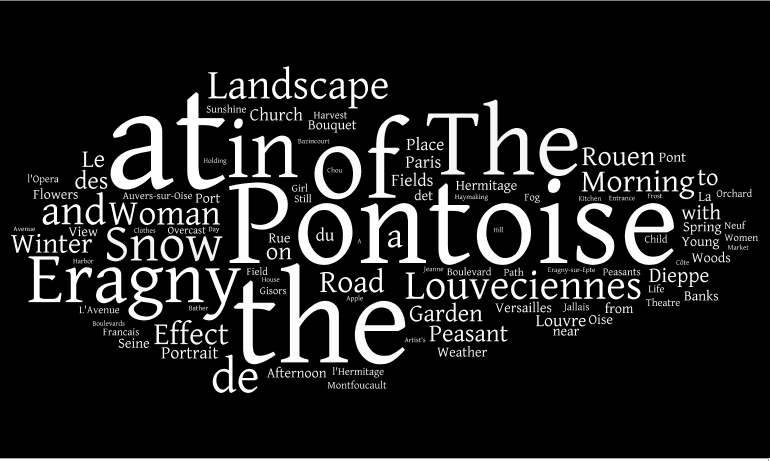 Landscape
Sunshine Church Harvest
Bouquet
at in of The
Bazincourt
Place
Paris
Rouen Pont
Le
des
Holding
Chou
l'Opera
Flowers
Auvers-sur-Oise Port
Girl
Still
Fields
det
Hermitage
Haymaking
Fog
Morning to
Kitchen Entrance Frost La Orchard
and Woman
Pontoise
with
Avenue
Winter View
Clothes Overcast Day
Snow
Rue
on
du
A
a
Hill
Child
Spring Neuf
Young Women
Market
Harbor
Côte Woods
Eragny
Field
House
Gisors
Road
Apple
Jeanne Boulevard Path Eragny-sur-Epte Peasants Dieppe
Louveciennes
Life
Theatre Banks
L'Avenue
Bather
the
Garden Versailles Jallais from
Boulevards
Francais
Seine
Effect
Portrait
Artist's
Peasant
Louvre Oise
near
Weather
de
Afternoon l'Hermitage
Montfoucault